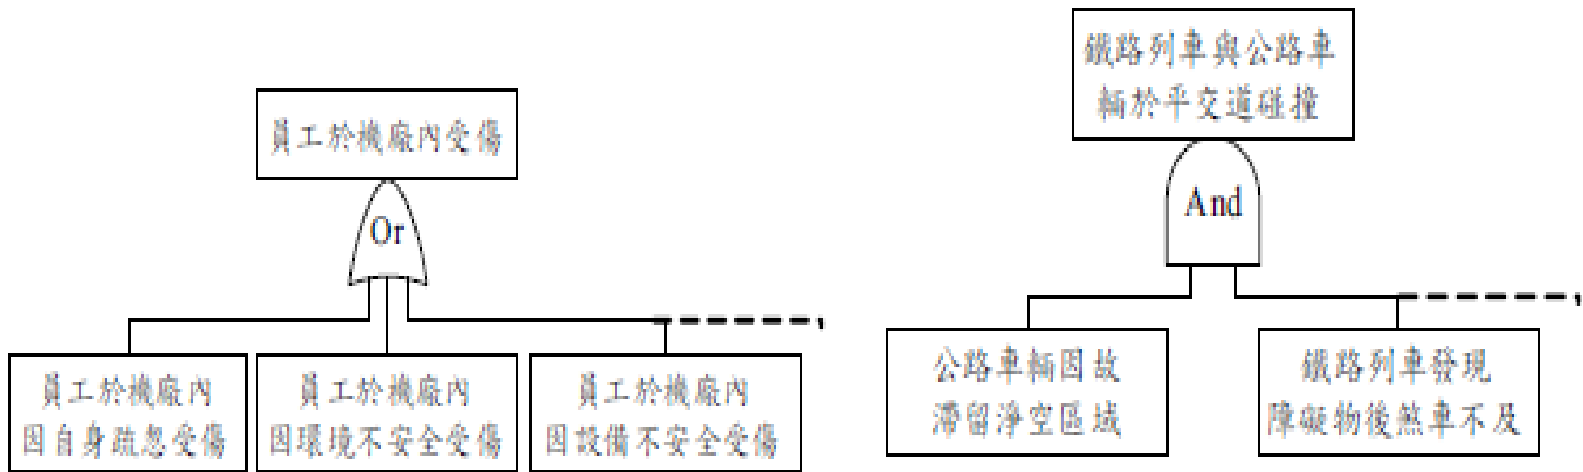 員工於機廠內受傷
Or
員工於機廠內
因自身疏忽受傷
員工於機廠內
因環境不安全受傷
員工於機廠內
因設備不安全受傷
鐵路列車與公路車
輛於平交道碰撞
And
公路車輛因故
滯留淨空區域
鐵路列車發現
障礙物後煞車不及